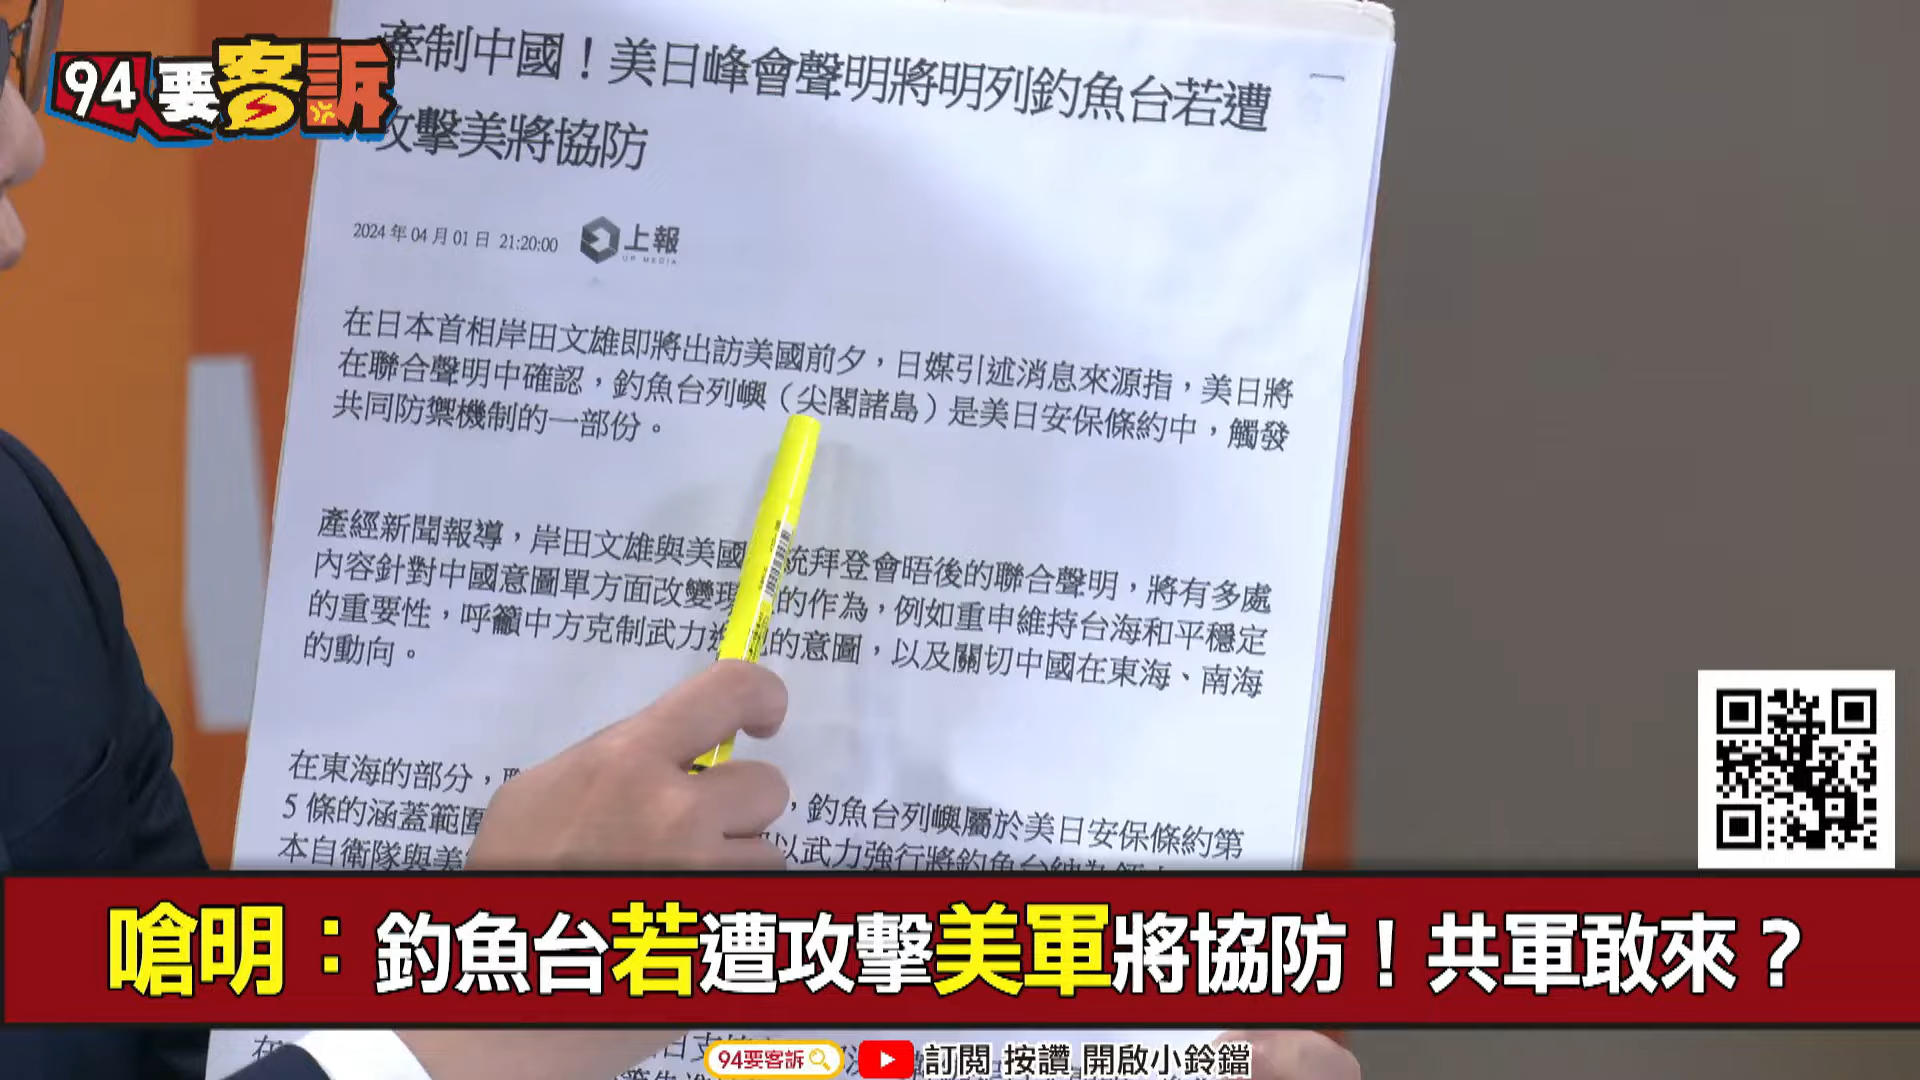 94要客訴
牽制中國！美日峰會聲明將明列釣魚台若遭
攻擊美將協防
2024 年 04 月 01 日 21:20:00
上報
UP MEDIA
在日本首相岸田文雄即將出訪美國前夕，日媒引述消息來源指，美日將
在聯合聲明中確認，釣魚台列嶼（尖閣諸島）是美日安保條約中，觸發
共同防禦機制的一部份。
產經新聞報導，岸田文雄與美國 統拜登會晤後的聯合聲明，將有多處
內容針對中國意圖單方面改變現 的作為，例如重申維持台海和平穩定
的重要性，呼籲中方克制武力 的意圖，以及關切中國在東海、南海
的動向。
在東海的部分， ，釣魚台列嶼屬於美日安保條約第
5 條的涵蓋範圍 以武力強行將釣魚台
本自衛隊與美
嗆明：釣魚台若遭攻擊美軍將協防！共軍敢來？
在
94要客訴 訂閱 按讚 開啟小鈴鐺